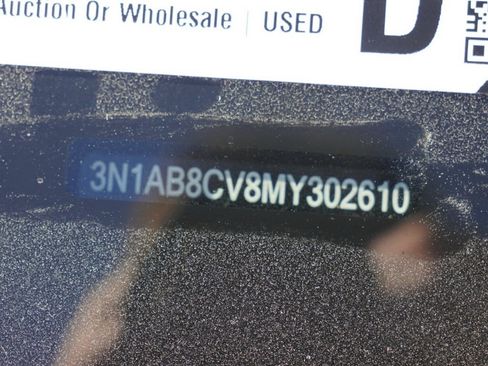 Auction Or Wholesale | USED
D
3N1AB8CV8MY302610